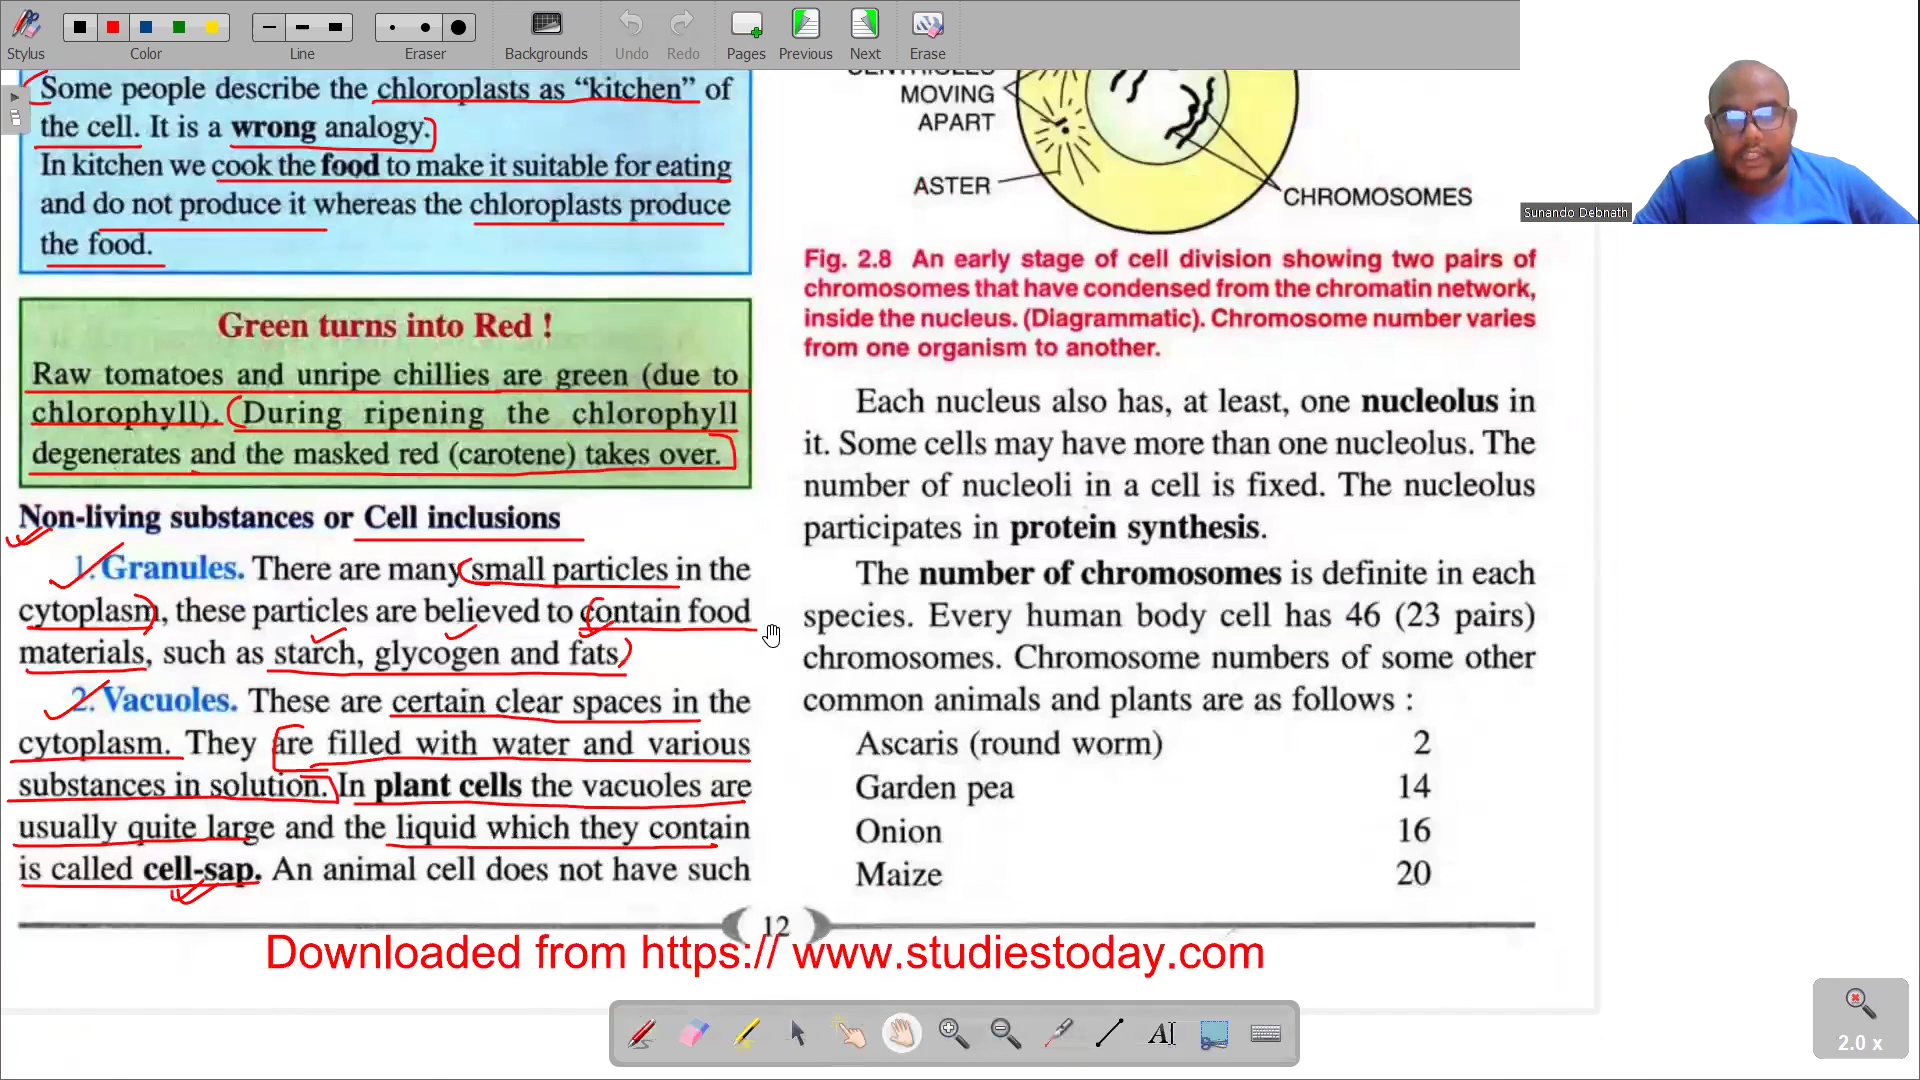 Stylus
Color
Line
Eraser
Backgrounds
Undo
Redo
Pages
Previous
Next
Erase
Some people describe the chloroplasts as “kitchen” of
the cell. It is a wrong analogy.
In kitchen we cook the food to make it suitable for eating
and do not produce it whereas the chloroplasts produce
the food.
Green turns into Red !
Raw tomatoes and unripe chillies are green (due to
chlorophyll). During ripening the chlorophyll
degenerates and the masked red (carotene) takes over.
Non-living substances or Cell inclusions
1. Granules. There are many small particles in the
cytoplasm, these particles are believed to contain food
materials, such as starch, glycogen and fats
2. Vacuoles. These are certain clear spaces in the
cytoplasm. They are filled with water and various
substances in solution. In plant cells the vacuoles are
usually quite large and the liquid which they contain
is called cell-sap. An animal cell does not have such
CENTRIOLES
MOVING
APART
ASTER
CHROMOSOMES
Fig. 2.8 An early stage of cell division showing two pairs of
chromosomes that have condensed from the chromatin network,
inside the nucleus. (Diagrammatic). Chromosome number varies
from one organism to another.
Each nucleus also has, at least, one nucleolus in
it. Some cells may have more than one nucleolus. The
number of nucleoli in a cell is fixed. The nucleolus
participates in protein synthesis.
The number of chromosomes is definite in each
species. Every human body cell has 46 (23 pairs)
chromosomes. Chromosome numbers of some other
common animals and plants are as follows :
Ascaris (round worm) 2
Garden pea 14
Onion 16
Maize 20
12
Downloaded from https:// www.studiestoday.com
Sunando Debnath
2.0 x